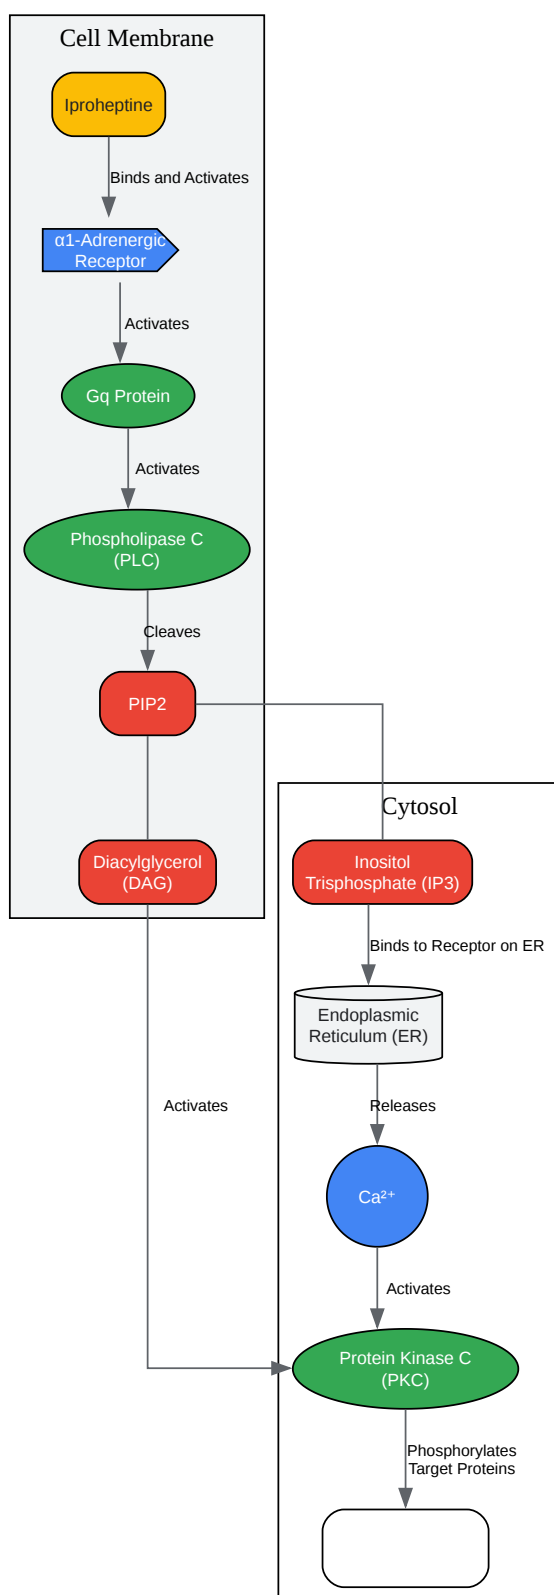 Cell Membrane
Iproheptine
Binds and Activates
α1-Adrenergic
Receptor
Activates
Gq Protein
Activates
Phospholipase C
(PLC)
Cleaves
PIP2
Cytosol
Diacylglycerol
(DAG)
Inositol
Trisphosphate (IP3)
Binds to Receptor on ER
Endoplasmic
Reticulum (ER)
Activates
Releases
Ca²⁺
Activates
Protein Kinase C
(PKC)
Phosphorylates
Target Proteins